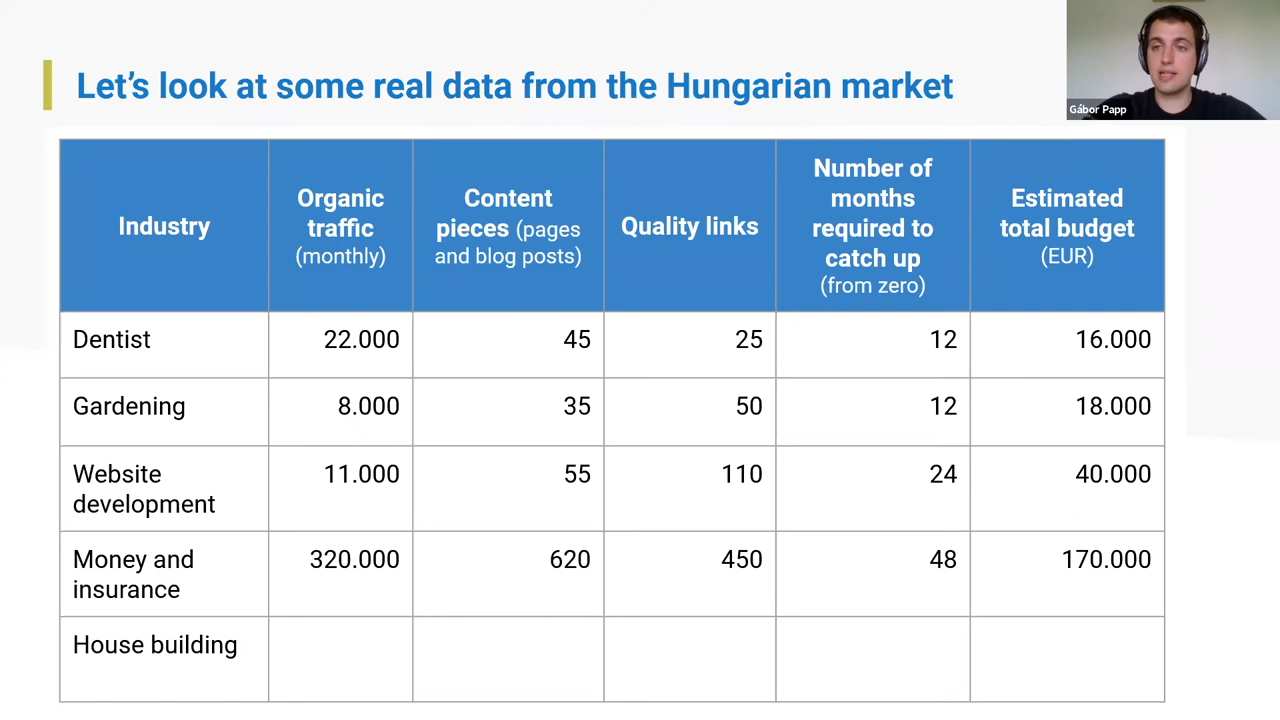 Let's look at some real data from the Hungarian market
Gábor Papp
Industry
Organic
traffic
(monthly)
Content
pieces (pages
and blog posts)
Quality links
Number of
months
required to
catch up
(from zero)
Estimated
total budget
(EUR)
Dentist
22.000
45
25
12
16.000
Gardening
8.000
35
50
12
18.000
Website
development
11.000
55
110
24
40.000
Money and
insurance
320.000
620
450
48
170.000
House building